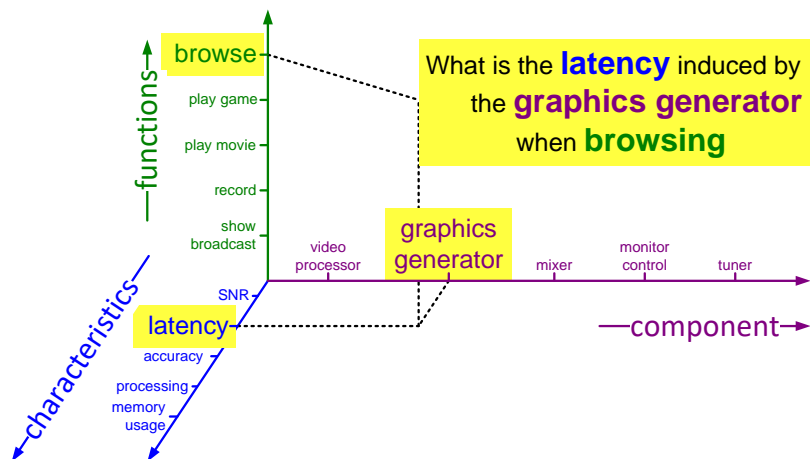 browse
play game
play movie
record
show
broadcast
functions
What is the latency induced by
the graphics generator
when browsing
video
processor
graphics
generator
mixer
monitor
control
tuner
component
SNR
latency
accuracy
processing
memory
usage
characteristics